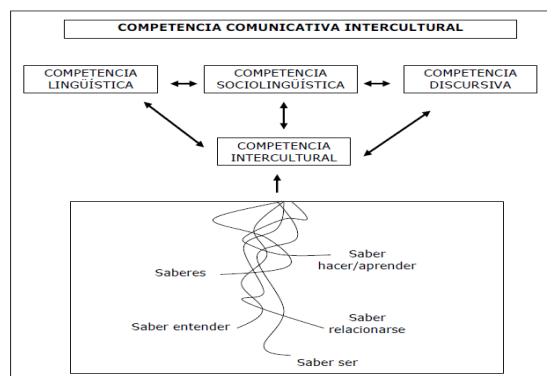 COMPETENCIA COMUNICATIVA INTERCULTURAL
COMPETENCIA
LINGÜÍSTICA
COMPETENCIA
SOCIOLINGÜÍSTICA
COMPETENCIA
DISCURSIVA
COMPETENCIA
INTERCULTURAL
Saber
hacer/aprender
Saberes
Saber
relacionarse
Saber entender
Saber ser